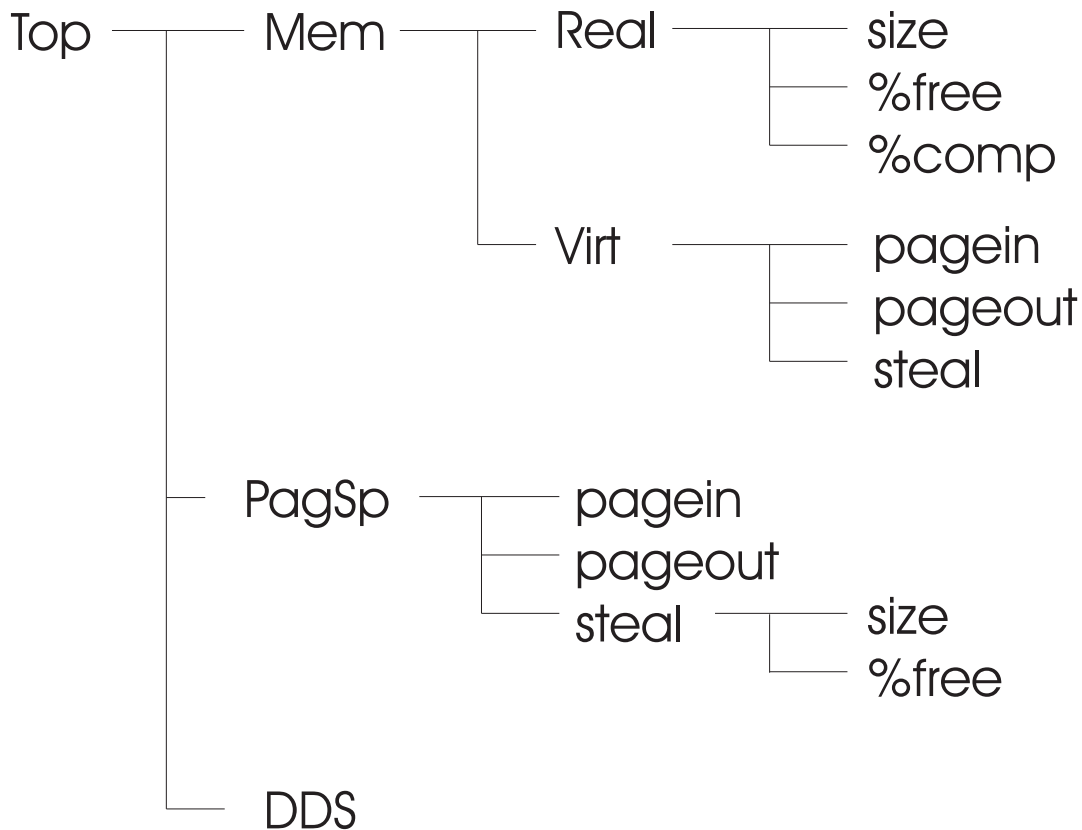 Top Mem Real size
%free
%comp
Virt pagein
pageout
steal
PagSp pagein
pageout
steal size
%free
DDS